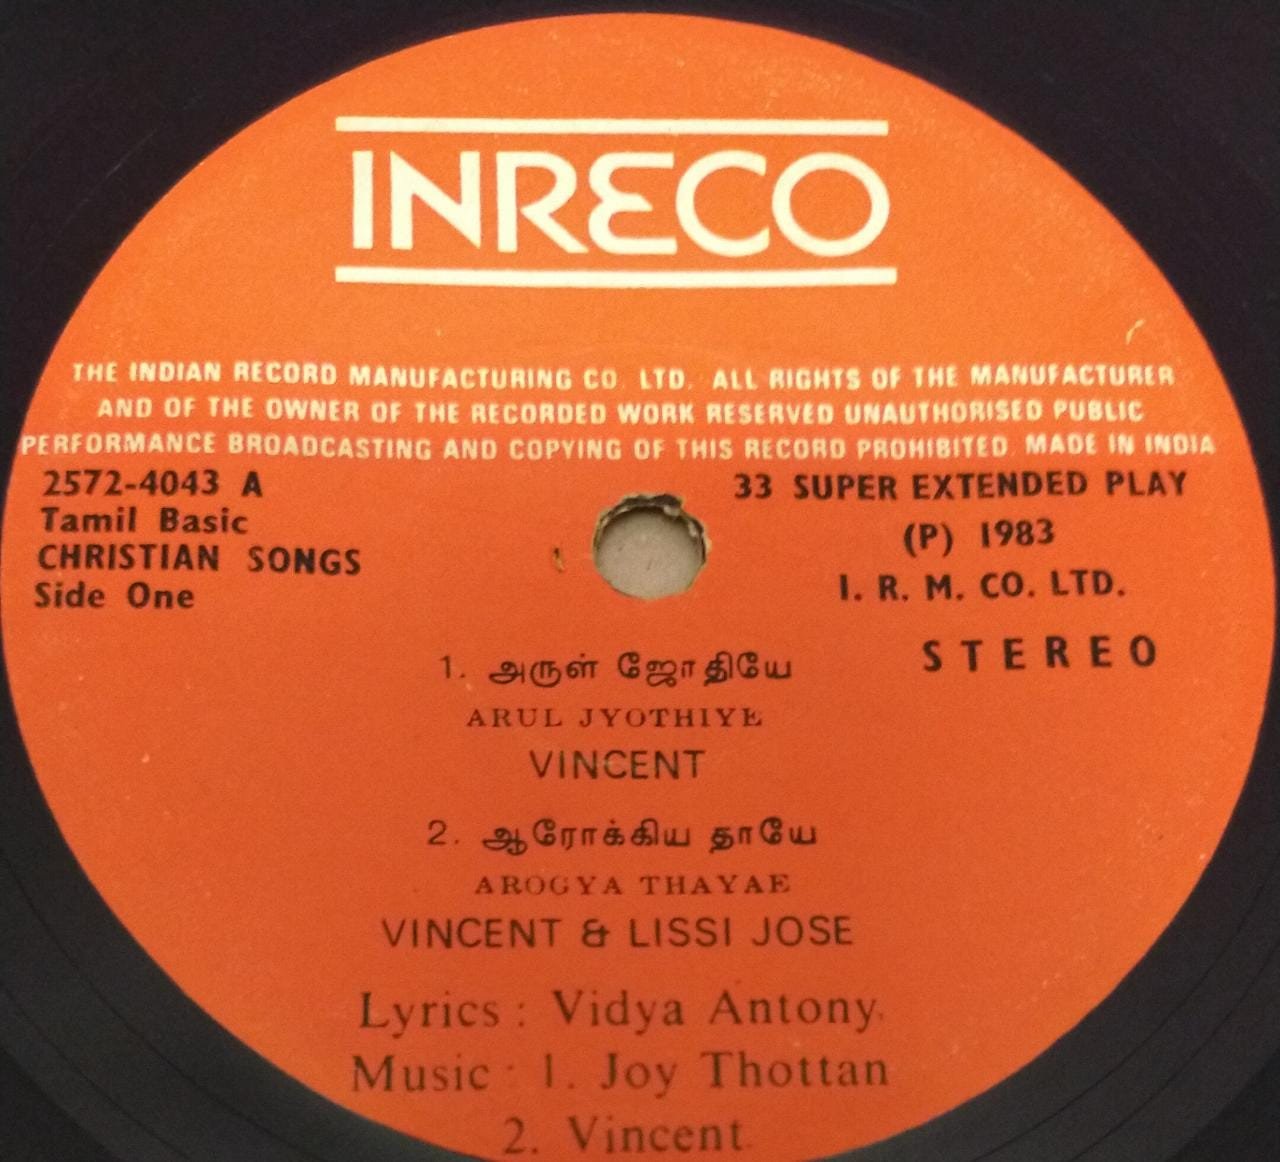 INRECO
THE INDIAN RECORD MANUFACTURING CO. LTD. ALL RIGHTS OF THE MANUFACTURER
AND OF THE OWNER OF THE RECORDED WORK RESERVED UNAUTHORISED PUBLIC
PERFORMANCE BROADCASTING AND COPYING OF THIS RECORD PROHIBITED. MADE IN INDIA
2572-4043 A
Tamil Basic
CHRISTIAN SONGS
Side One
33 SUPER EXTENDED PLAY
(P) 1983
I. R. M. CO. LTD.
STEREO
1. அருள் ஜோதியே
ARUL JYOTHIYE
VINCENT
2. ஆரோக்கிய தாயே
AROGYA THAYAE
VINCENT & LISSI JOSE
Lyrics : Vidya Antony.
Music : 1. Joy Thottan
2. Vincent.